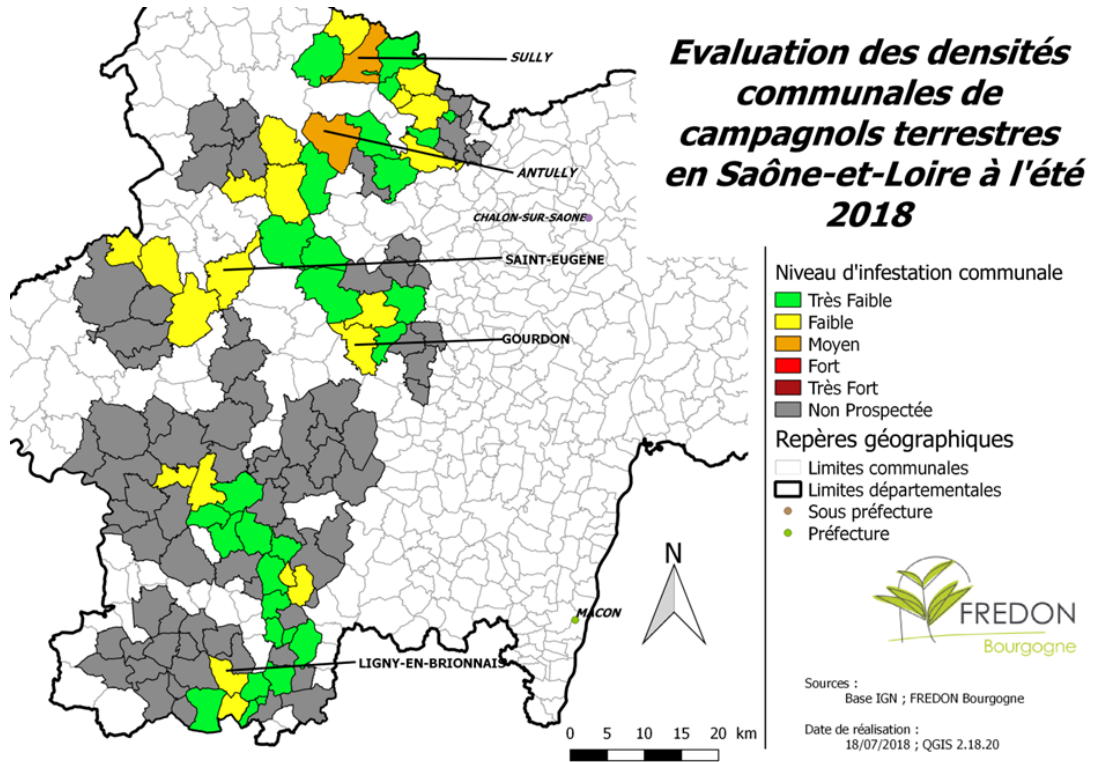 Evaluation des densités
communales de
campagnols terrestres
en Saône-et-Loire à l'été
2018
SULLY
ANTULLY
CHALON-SUR-SAONE
SAINT-EUGENE
GOURDON
MACON
LIGNY-EN-BRIONNAIS
Niveau d'infestation communale
Très Faible
Faible
Moyen
Fort
Très Fort
Non Prospectée
Repères géographiques
Limites communales
Limites départementales
Sous préfecture
Préfecture
N
FREDON
Bourgogne
Sources :
Base IGN ; FREDON Bourgogne
Date de réalisation :
18/07/2018 ; QGIS 2.18.20
0 5 10 15 20 km